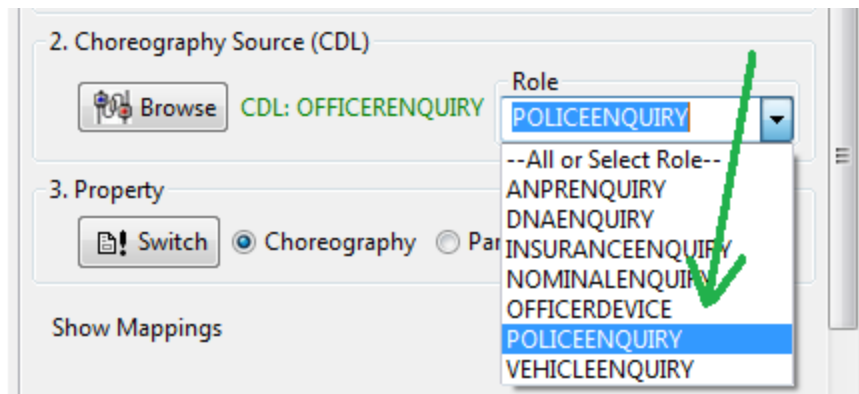 2. Choreography Source (CDL)
Role
Browse CDL: OFFICERENQUIRY POLICEENQUIRY
--All or Select Role--
ANPRENQUIRY
3. Property
DNAENQUIRY
Switch Choreography Par
INSURANCEENQUIRY
NOMINALENQUIRY
OFFICERDEVICE
Show Mappings
POLICEENQUIRY
VEHICLEENQUIRY